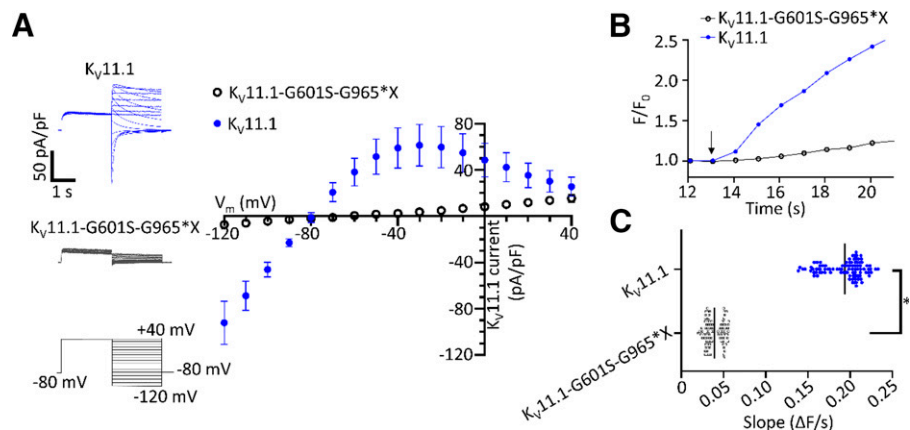 A
Kᵥ11.1
50 pA/pF
1 s
Kᵥ11.1-G601S-G965*X
+40 mV
-80 mV
-80 mV
-120 mV
Kᵥ11.1-G601S-G965*X
Kᵥ11.1
Vₘ (mV)
-120
-80
-40
40
80
40
-40
-80
-120
Kᵥ11.1 current
(pA/pF)
B
Kᵥ11.1-G601S-G965*X
Kᵥ11.1
F/F₀
2.5
2.0
1.5
1.0
12
14
16
18
20
Time (s)
C
Kᵥ11.1
Kᵥ11.1-G601S-G965*X
*
0
0.05
0.10
0.15
0.20
0.25
Slope (ΔF/s)